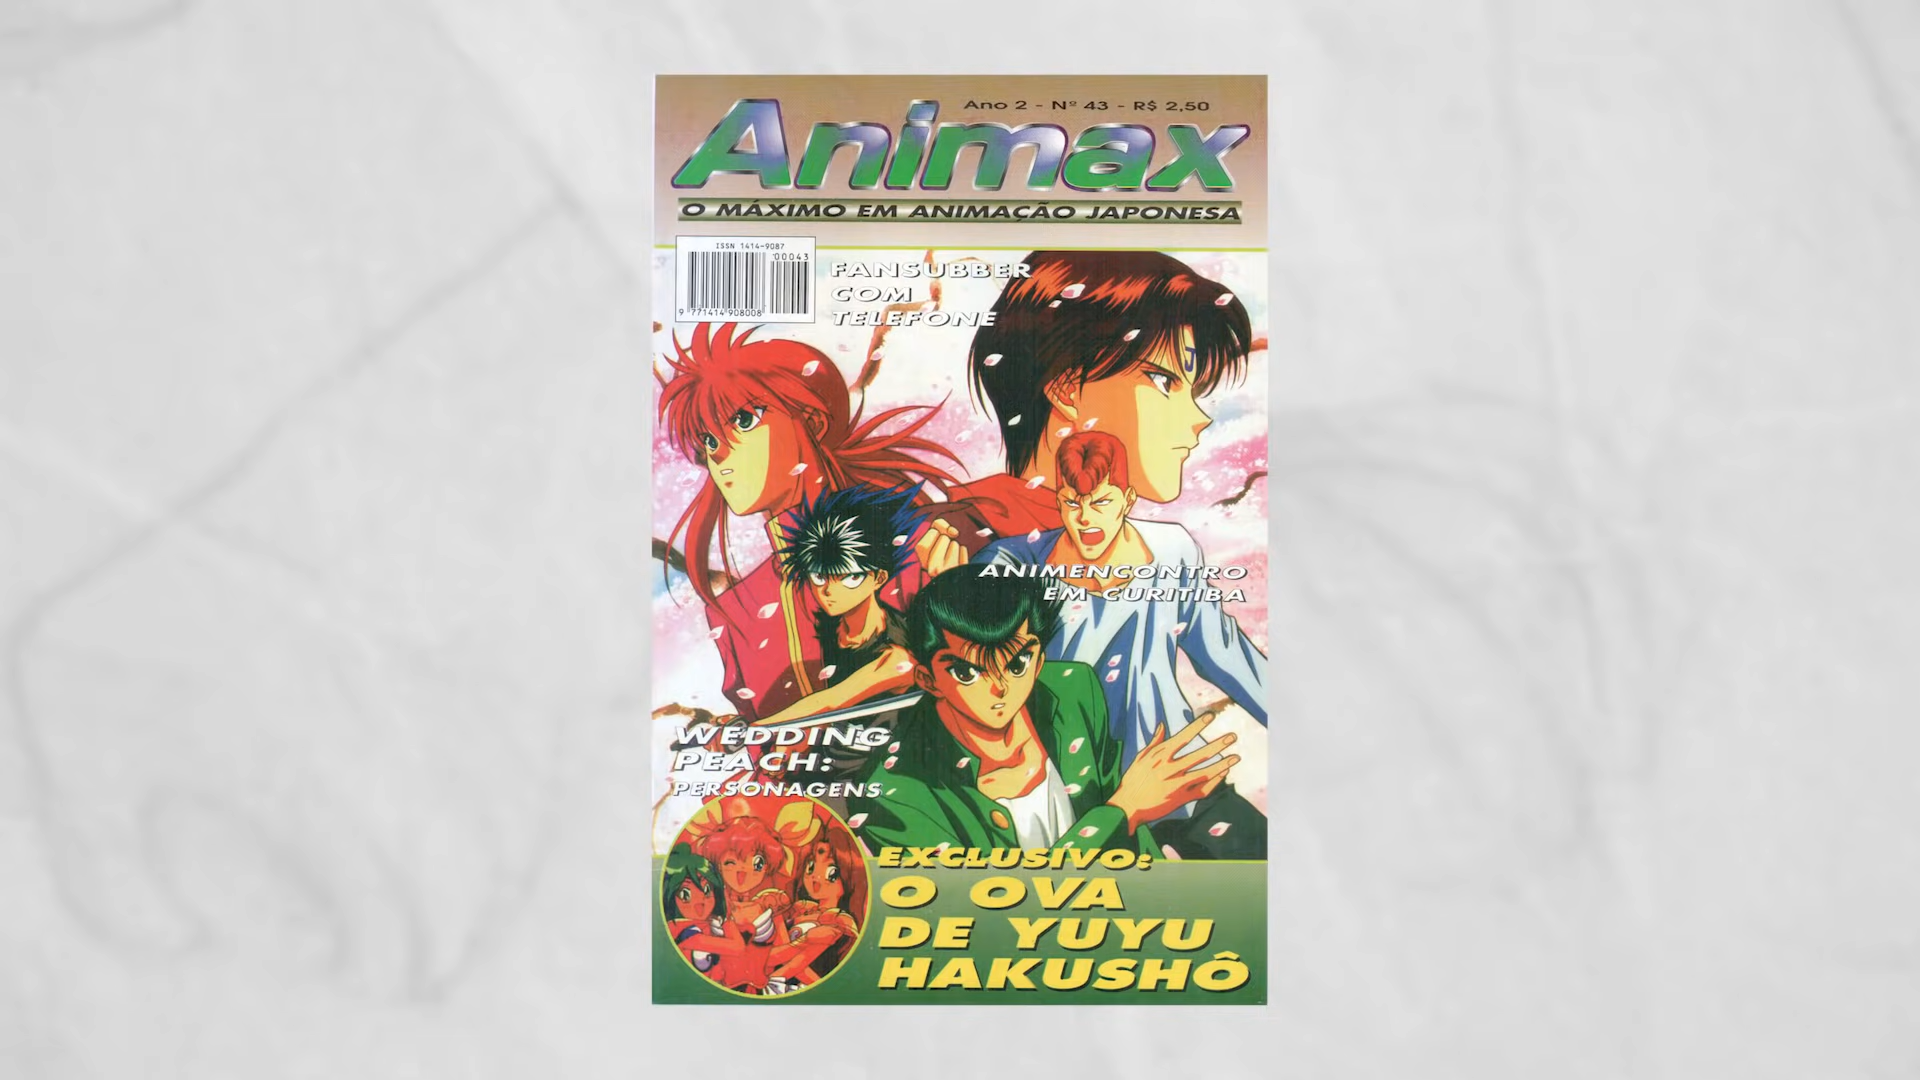 Ano 2 - Nº 43 - R$ 2,50
Animax
O MÁXIMO EM ANIMAÇÃO JAPONESA
ISSN 1414-9087
00043
9 771414 908008
FANSUBBER
COM
TELEFONE
ANIMENCONTRO
EM CURITIBA
WEDDING
PEACH:
PERSONAGENS
EXCLUSIVO:
O OVA
DE YUYU
HAKUSHÔ